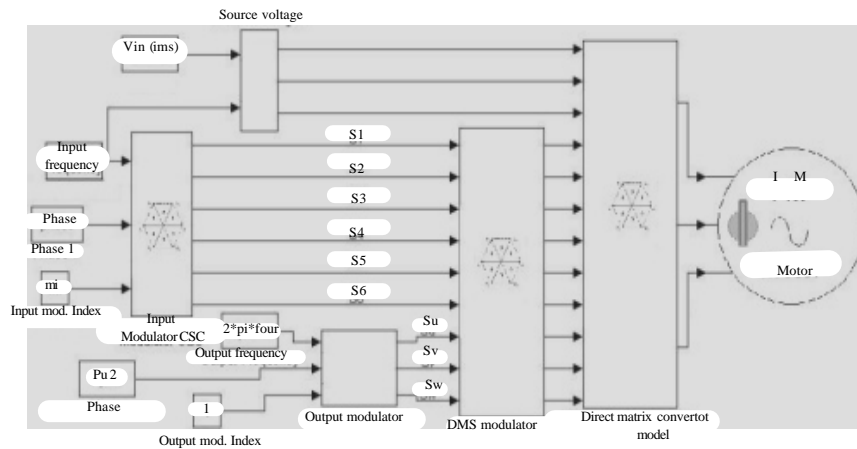 Source voltage
Vin (ims)
Input
frequency
S1
S2
S3
S4
S5
S6
Phase
Phase 1
mi
Input mod. Index
Input
Modulator CSC
2*pi*four
Output frequency
Su
Sv
Sw
Pu 2
Phase
1
Output mod. Index
Output modulator
DMS modulator
Direct matrix convertot
model
I M
Motor